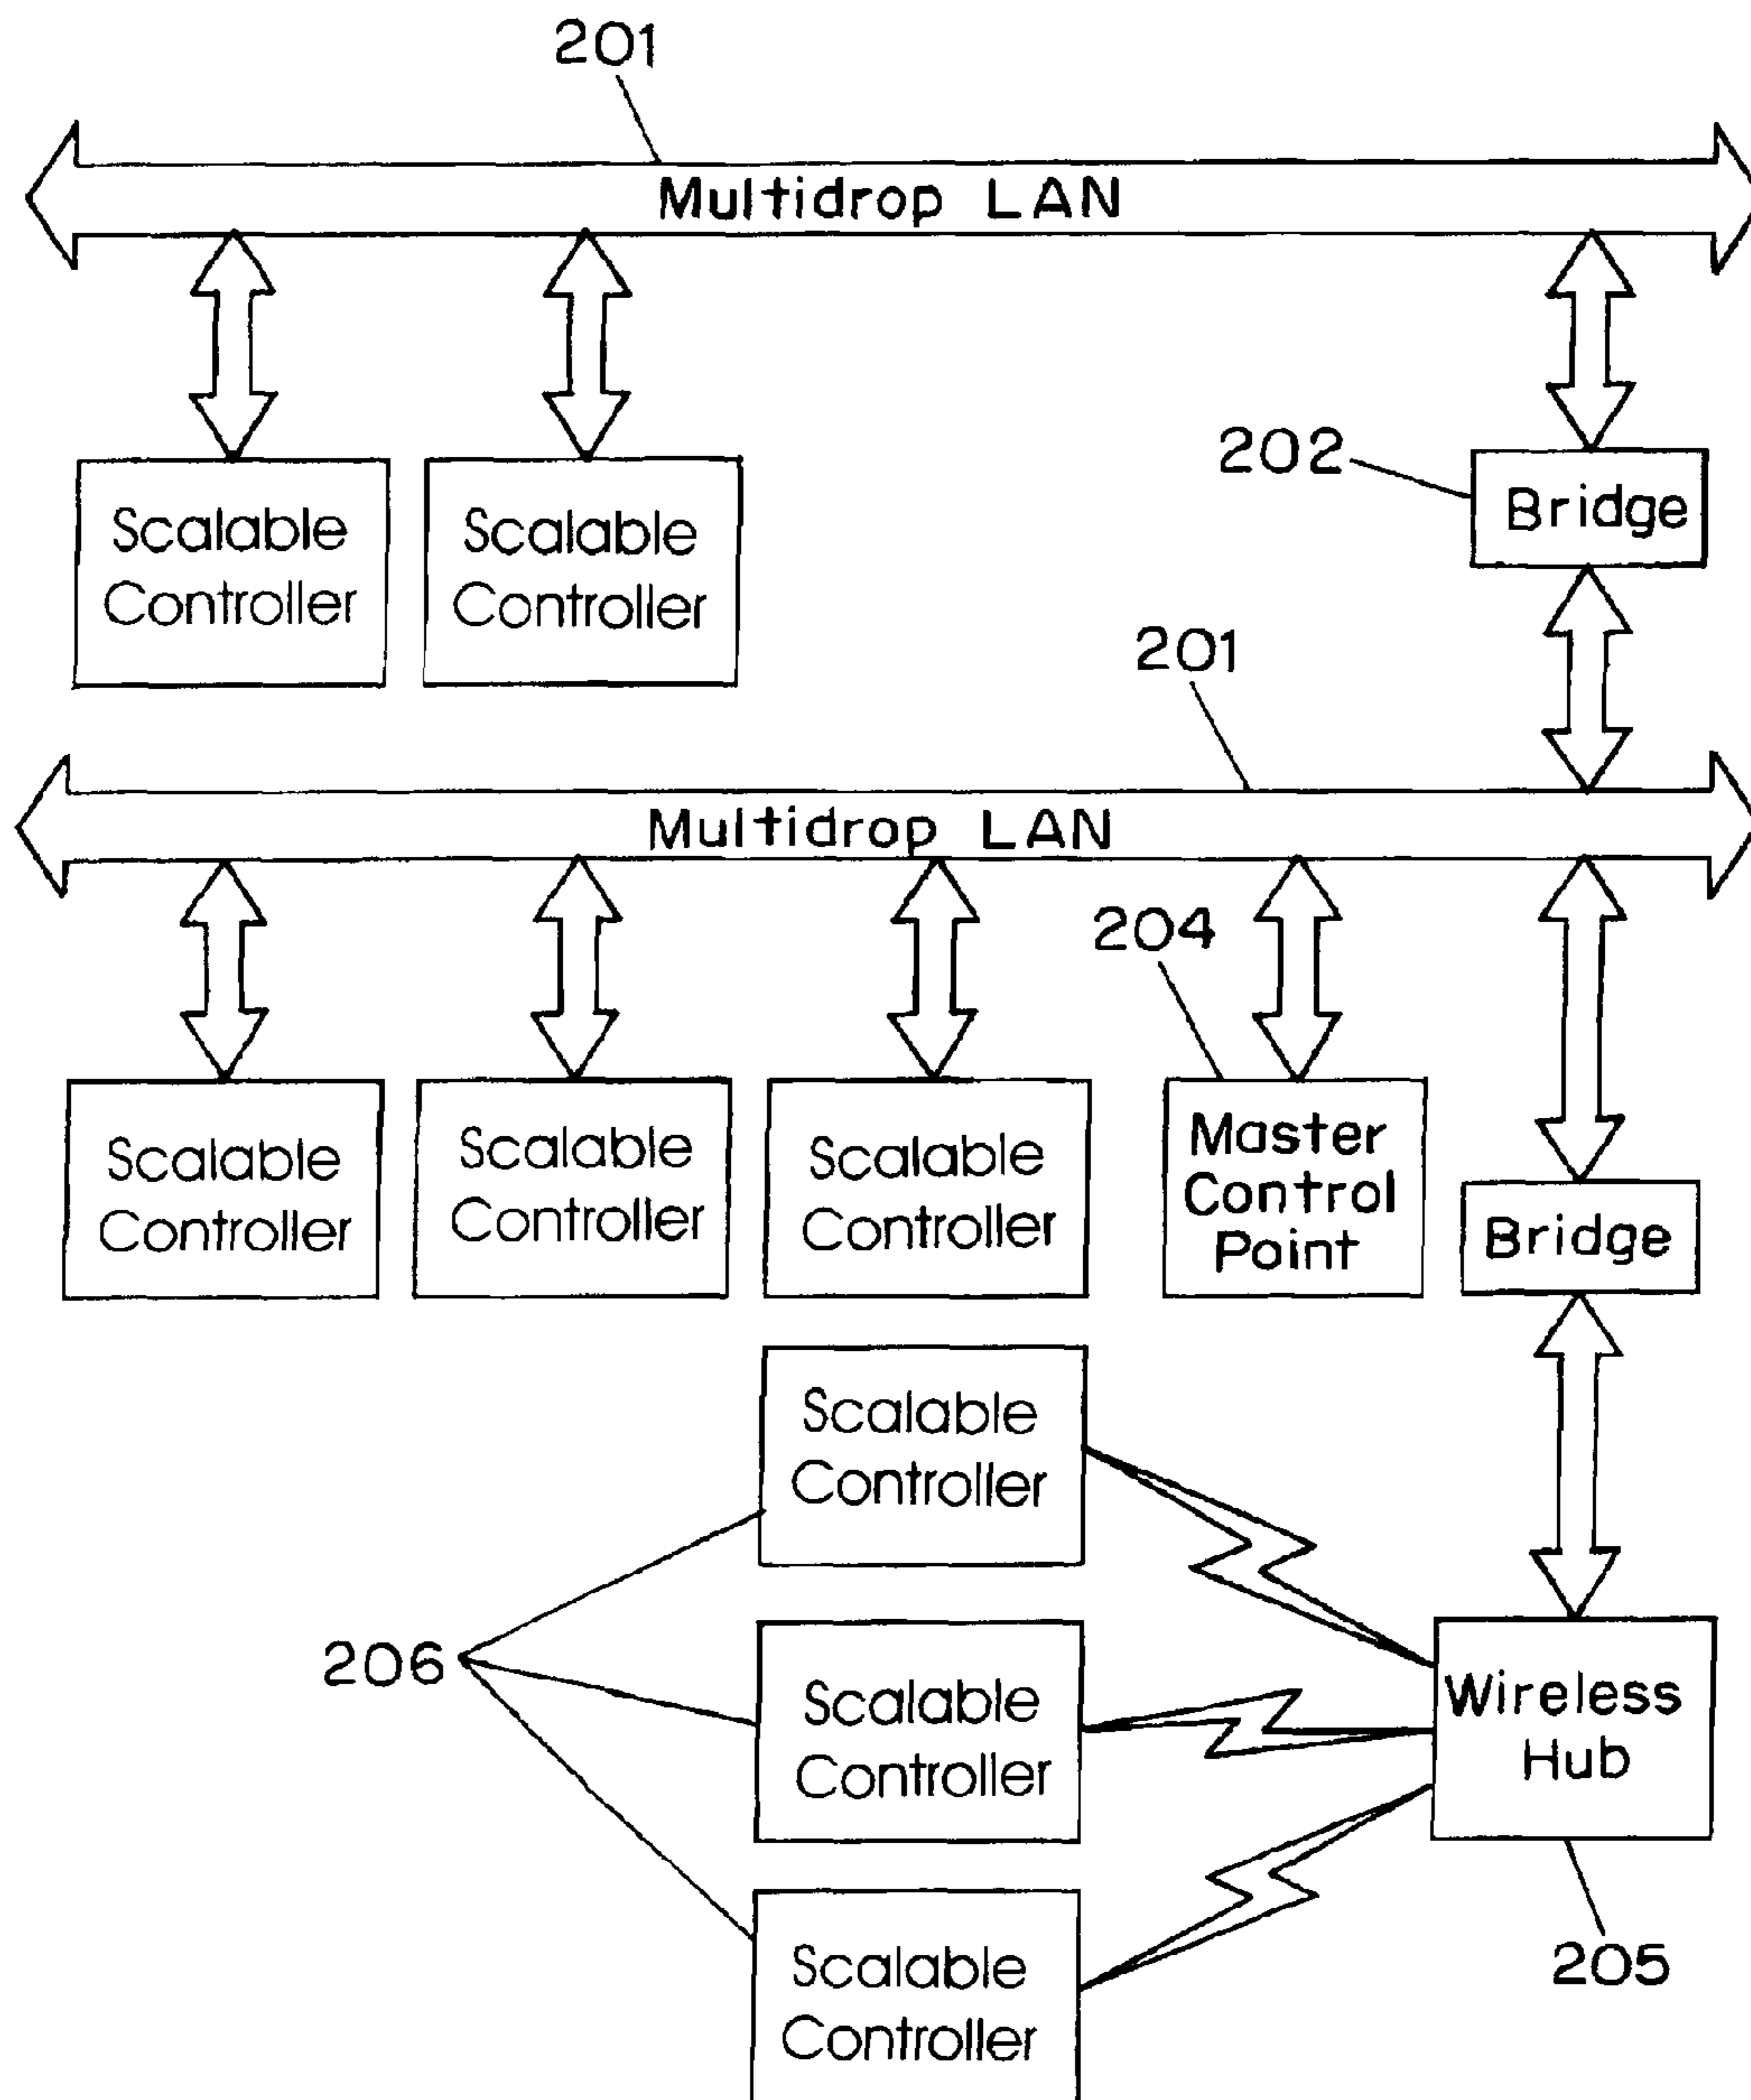 201
Multidrop LAN
Scalable
Controller
Scalable
Controller
202
Bridge
201
Multidrop LAN
204
Scalable
Controller
Scalable
Controller
Scalable
Controller
Master
Control
Point
Bridge
Scalable
Controller
206
Scalable
Controller
Wireless
Hub
Scalable
Controller
205